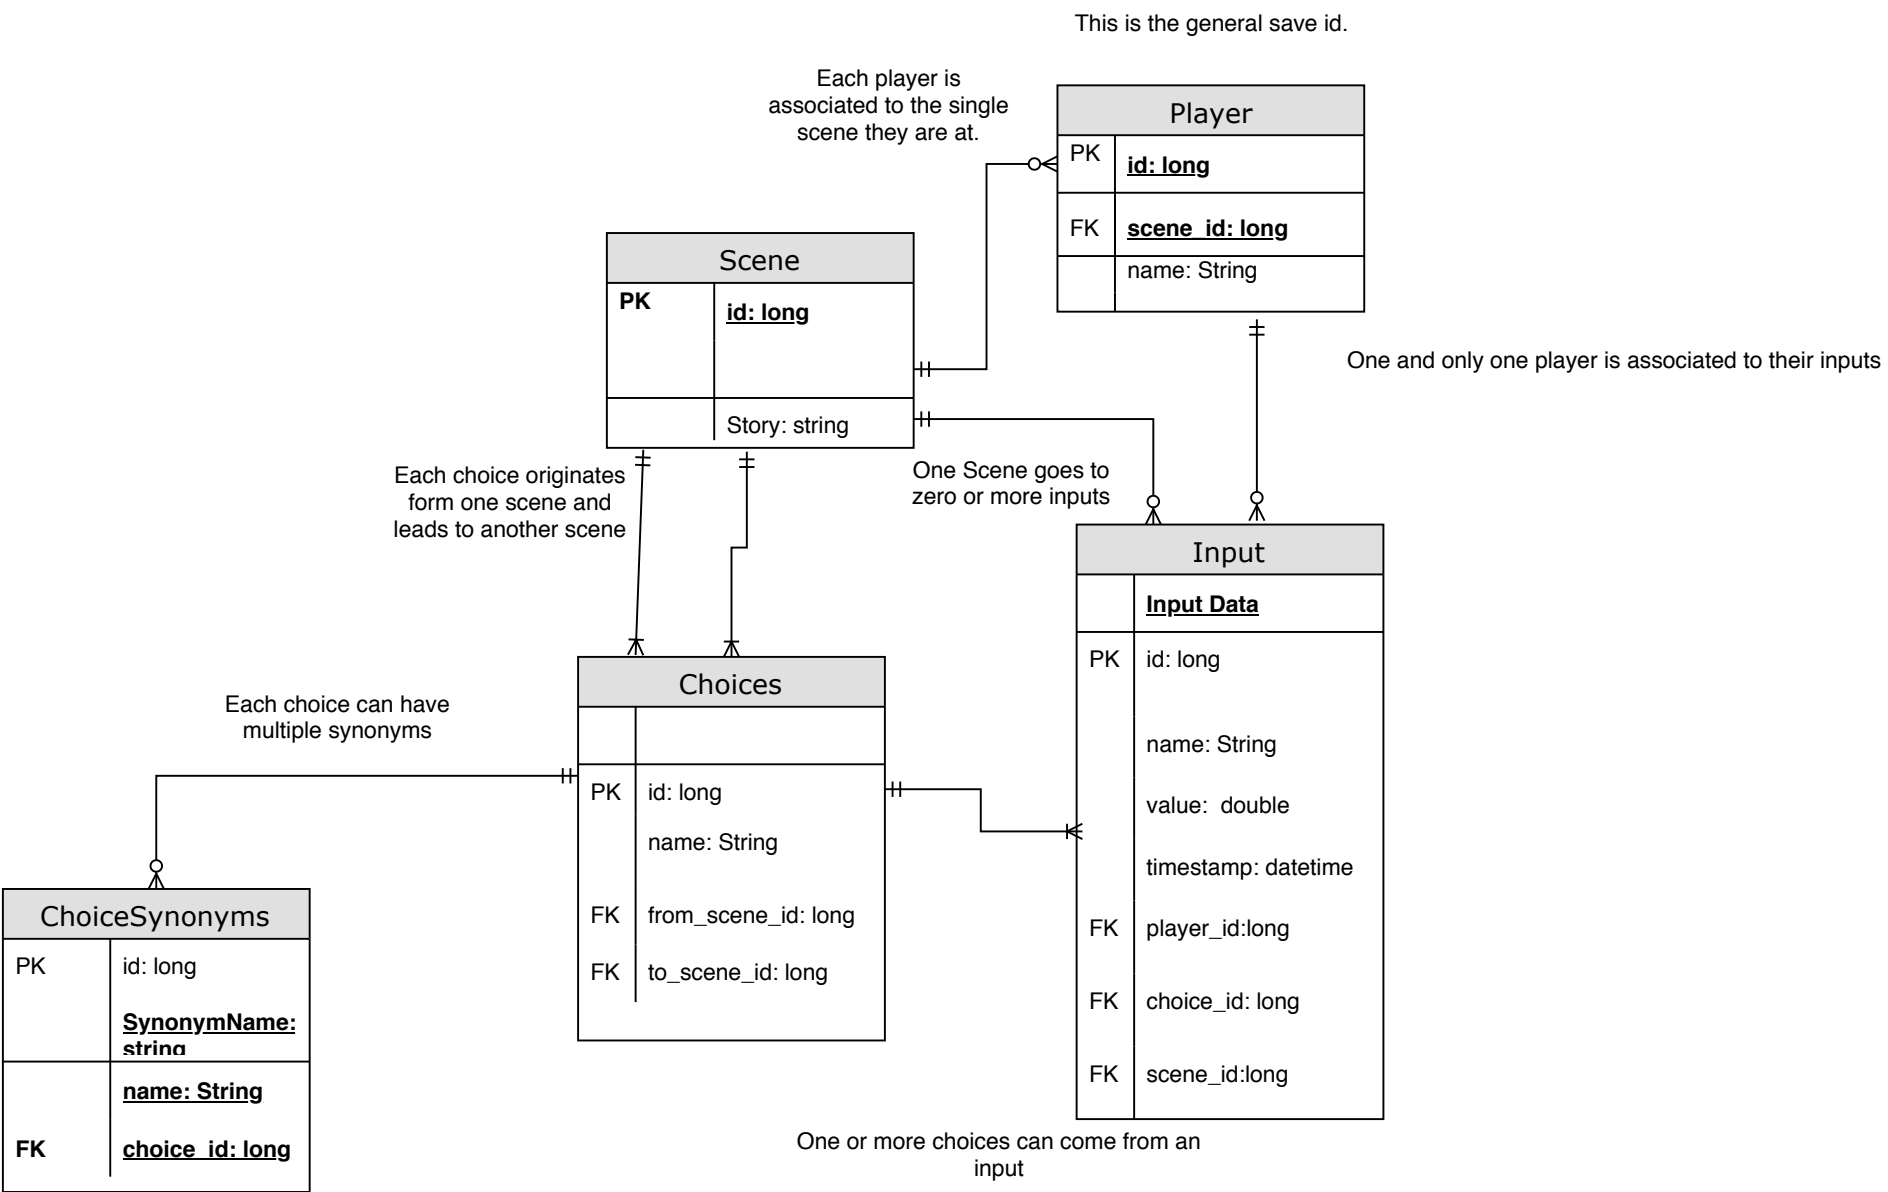 This is the general save id.
Each player is
associated to the single
scene they are at.
Player
PK
id: long
FK
scene_id: long
name: String
Scene
PK
id: long
Story: string
One and only one player is associated to their inputs
Each choice originates
form one scene and
leads to another scene
One Scene goes to
zero or more inputs
Input
Input Data
PK
id: long
name: String
value:  double
timestamp: datetime
FK
player_id:long
FK
choice_id: long
FK
scene_id:long
Choices
PK
id: long
name: String
FK
from_scene_id: long
FK
to_scene_id: long
Each choice can have
multiple synonyms
ChoiceSynonyms
PK
id: long
SynonymName:
string
name: String
FK
choice_id: long
One or more choices can come from an
input